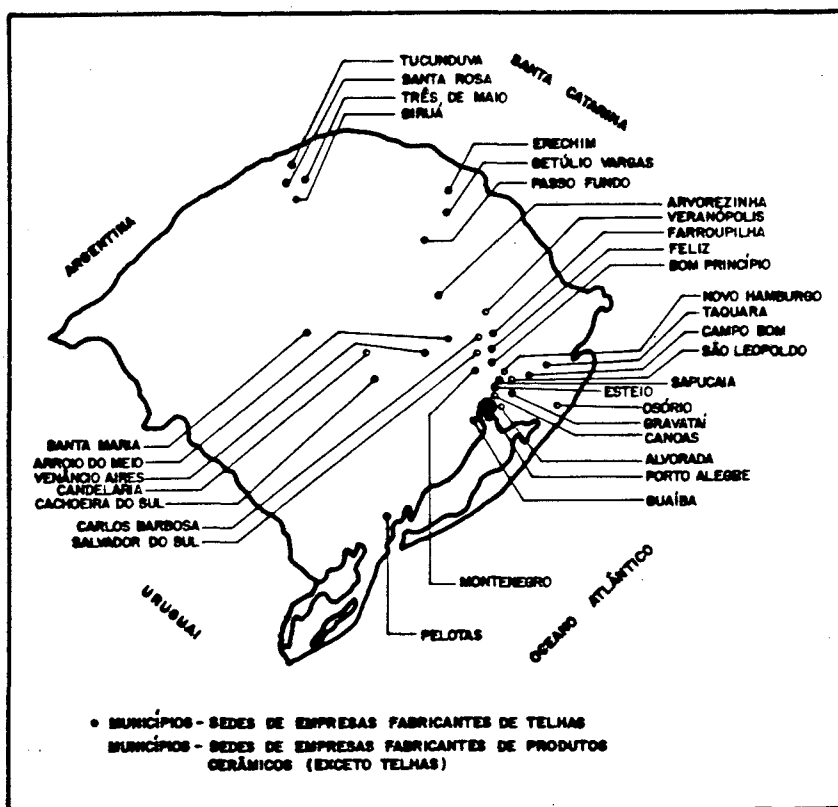 TUCUNDUVA
SANTA ROSA
TRÊS DE MAIO
GIRUÁ
SANTA CATARINA
ERECHIM
GETÚLIO VARGAS
PASSO FUNDO
ARVOREZINHA
VERANÓPOLIS
FARROUPILHA
FELIZ
BOM PRINCÍPIO
ARGENTINA
NOVO HAMBURGO
TAQUARA
CAMPO BOM
SÃO LEOPOLDO
SAPUCAIA
ESTEIO
OSÓRIO
GRAVATAÍ
CANOAS
ALVORADA
PORTO ALEGRE
GUAÍBA
SANTA MARIA
ARROIO DO MEIO
VENÂNCIO AIRES
CANDELARIA
CACHOEIRA DO SUL
CARLOS BARBOSA
SALVADOR DO SUL
MONTENEGRO
PELOTAS
URUGUAI
OCEANO ATLÂNTICO
• MUNICÍPIOS - SEDES DE EMPRESAS FABRICANTES DE TELHAS
MUNICÍPIOS - SEDES DE EMPRESAS FABRICANTES DE PRODUTOS
CERÂMICOS (EXCETO TELHAS)